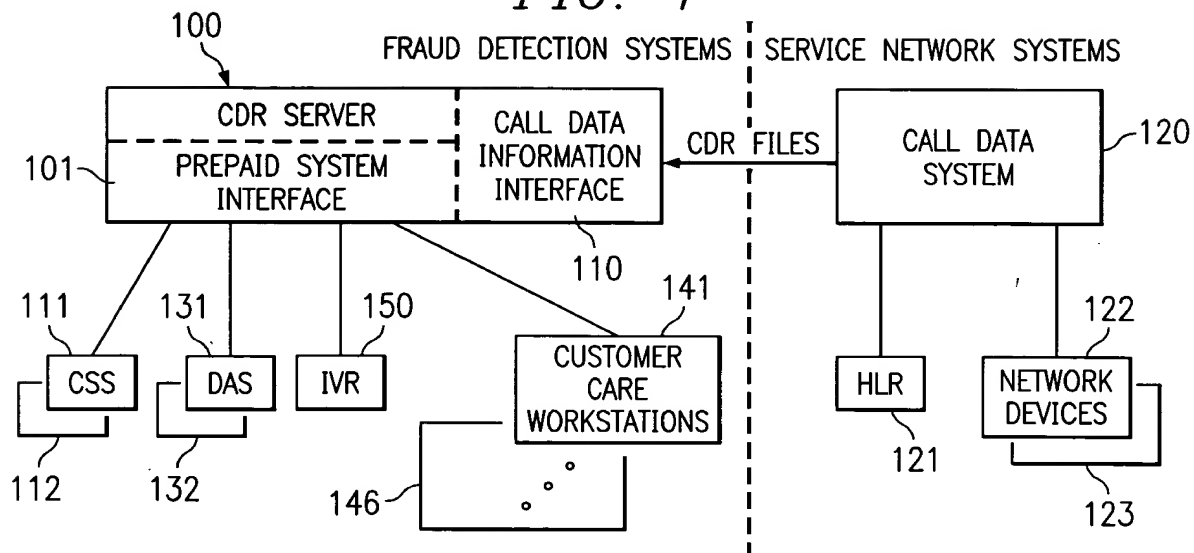 100
FRAUD DETECTION SYSTEMS
SERVICE NETWORK SYSTEMS
CDR SERVER
101
PREPAID SYSTEM
INTERFACE
CALL DATA
INFORMATION
INTERFACE
110
CDR FILES
CALL DATA
SYSTEM
120
111
CSS
112
131
DAS
132
150
IVR
141
CUSTOMER
CARE
WORKSTATIONS
146
HLR
121
122
NETWORK
DEVICES
123